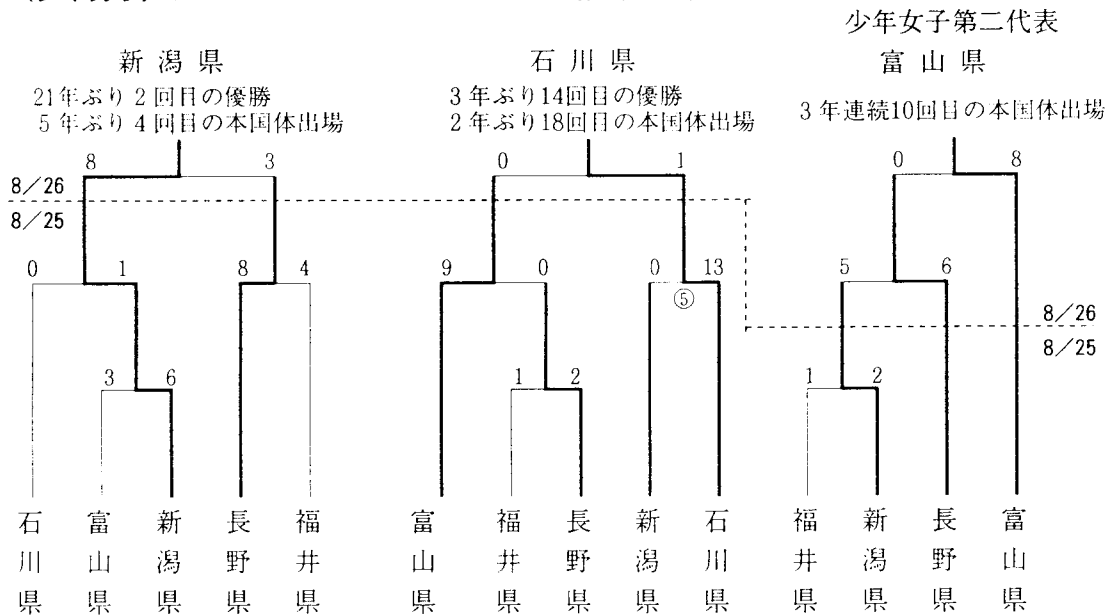 少年女子第二代表
新潟県 石川県 富山県
21年ぶり2回目の優勝 3年ぶり14回目の優勝 3年連続10回目の本国体出場
5年ぶり4回目の本国体出場 2年ぶり18回目の本国体出場
8 3 0 1 0 8
8/26
8/25
0 1 8 4 9 0 0 13 5 6
⑤
8/26
8/25
3 6 1 2 1 2
石川県 富山県 新潟県 長野県 福井県 富山県 福井県 長野県 新潟県 石川県 福井県 新潟県 長野県 富山県